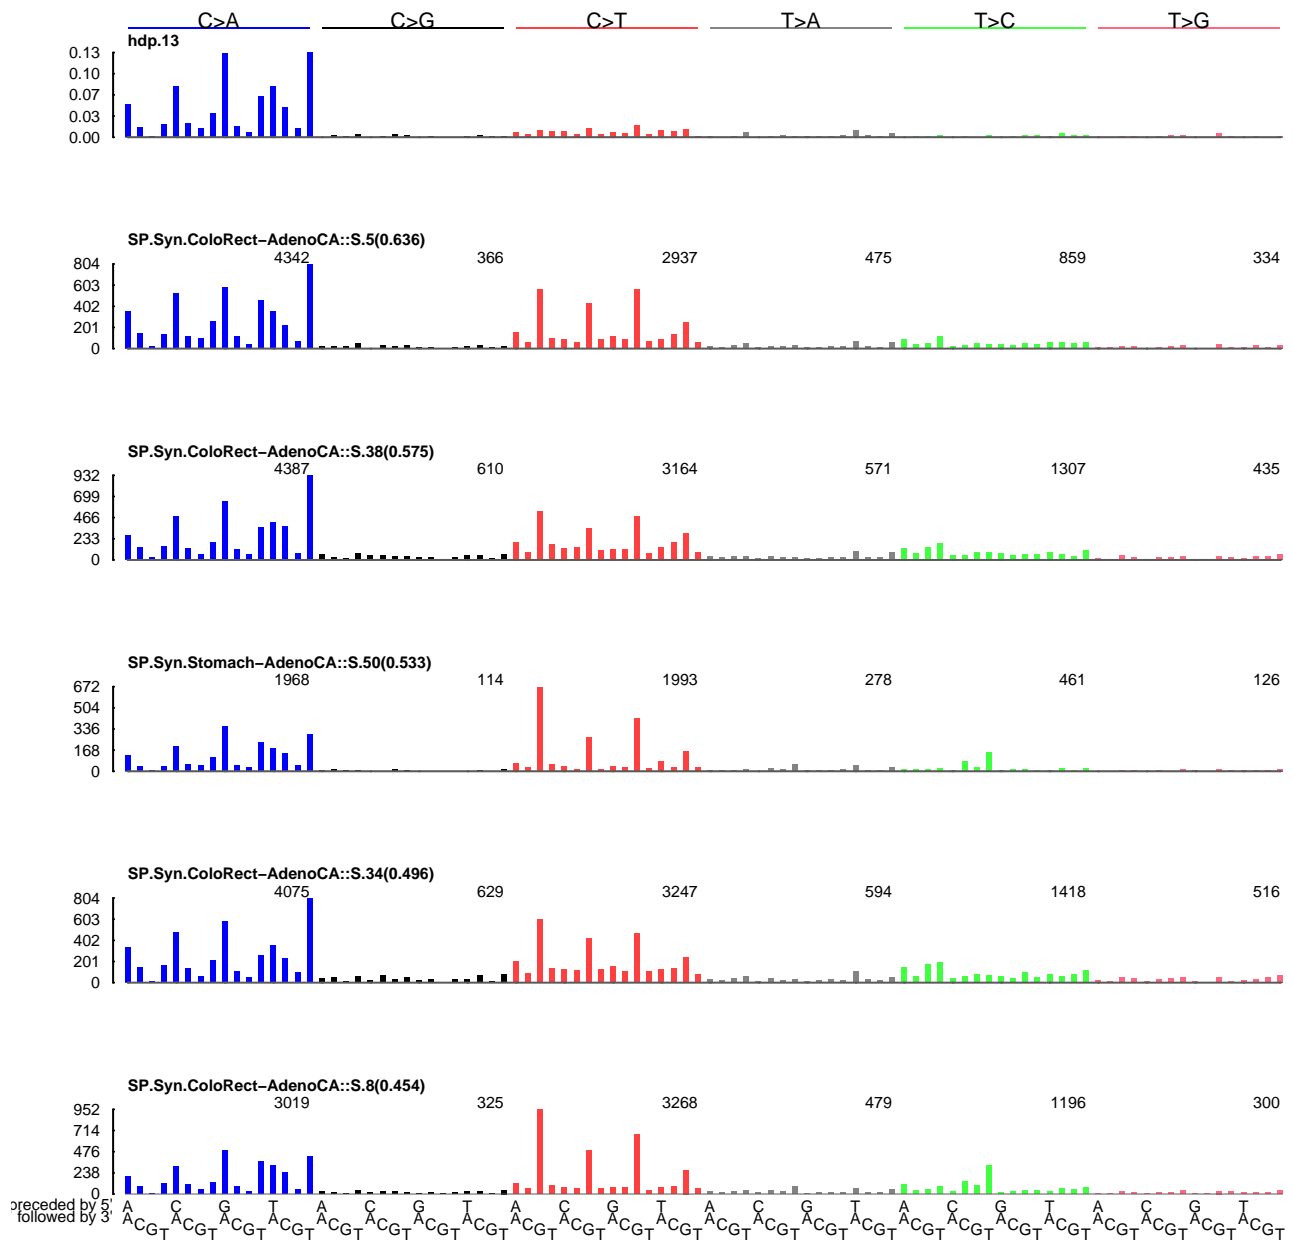 C>A C>G C>T T>A T>C T>G
hdp.13
0.13
0.10
0.07
0.03
0.00
SP.Syn.ColoRect−AdenoCA::S.5(0.636)
4342 366 2937 475 859 334
804
603
402
201
0
SP.Syn.ColoRect−AdenoCA::S.38(0.575)
4387 610 3164 571 1307 435
932
699
466
233
0
SP.Syn.Stomach−AdenoCA::S.50(0.533)
1968 114 1993 278 461 126
672
504
336
168
0
SP.Syn.ColoRect−AdenoCA::S.34(0.496)
4075 629 3247 594 1418 516
804
603
402
201
0
SP.Syn.ColoRect−AdenoCA::S.8(0.454)
3019 325 3268 479 1196 300
952
714
476
238
0
preceded by 5' A C G T A C G T A C G T A C G T A C G T A C G T
followed by 3' A C G T A C G T A C G T A C G T A C G T A C G T A C G T A C G T A C G T A C G T A C G T A C G T A C G T A C G T A C G T A C G T A C G T A C G T A C G T A C G T A C G T A C G T A C G T A C G T